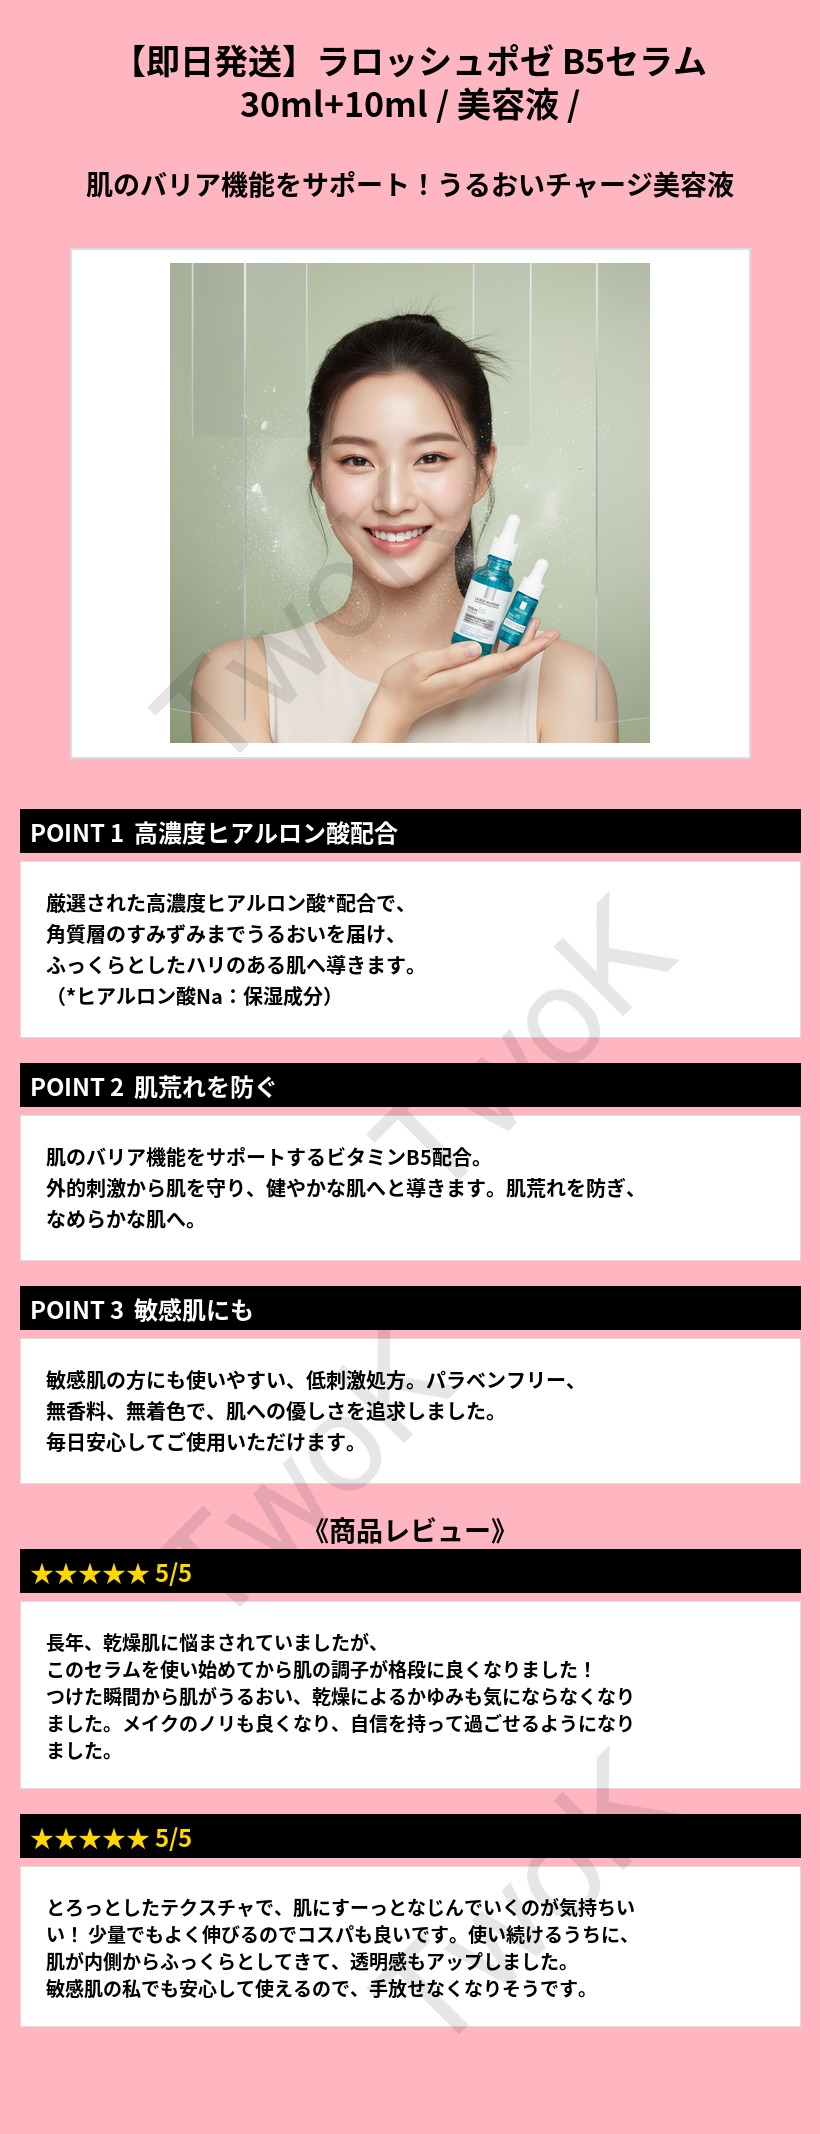 【即日発送】ラロッシュポゼ B5セラム
30ml+10ml / 美容液 /
肌のバリア機能をサポート！うるおいチャージ美容液
POINT 1 高濃度ヒアルロン酸配合
厳選された高濃度ヒアルロン酸*配合で、
角質層のすみずみまでうるおいを届け、
ふっくらとしたハリのある肌へ導きます。
（*ヒアルロン酸Na：保湿成分）
POINT 2 肌荒れを防ぐ
肌のバリア機能をサポートするビタミンB5配合。
外的刺激から肌を守り、健やかな肌へと導きます。肌荒れを防ぎ、
なめらかな肌へ。
POINT 3 敏感肌にも
敏感肌の方にも使いやすい、低刺激処方。パラベンフリー、
無香料、無着色で、肌への優しさを追求しました。
毎日安心してご使用いただけます。
《商品レビュー》
★★★★★ 5/5
長年、乾燥肌に悩まされていましたが、
このセラムを使い始めてから肌の調子が格段に良くなりました！
つけた瞬間から肌がうるおい、乾燥によるかゆみも気にならなくなり
ました。メイクのノリも良くなり、自信を持って過ごせるようになり
ました。
★★★★★ 5/5
とろっとしたテクスチャで、肌にすーっとなじんでいくのが気持ちい
い！ 少量でもよく伸びるのでコスパも良いです。使い続けるうちに、
肌が内側からふっくらとしてきて、透明感もアップしました。
敏感肌の私でも安心して使えるので、手放せなくなりそうです。
TwoK
TwoK
TwoK
TwoK